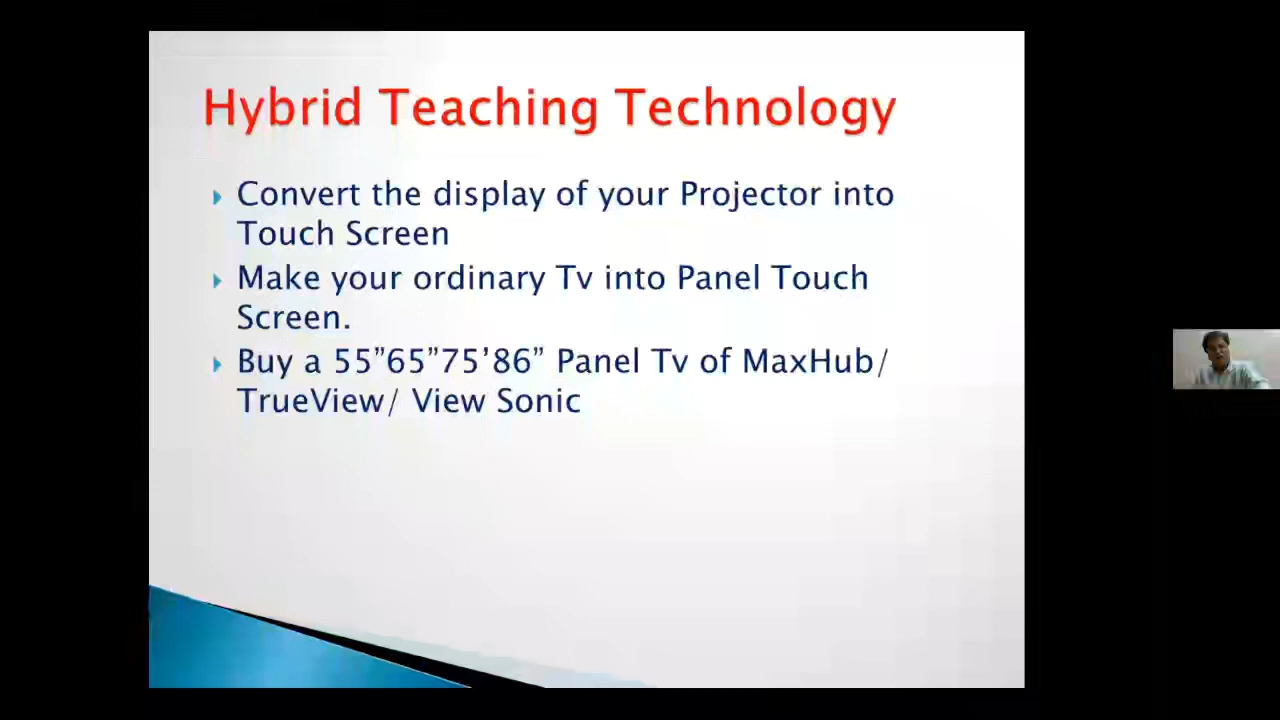 Hybrid Teaching Technology
Convert the display of your Projector into
Touch Screen
Make your ordinary Tv into Panel Touch
Screen.
Buy a 55”65”75’86” Panel Tv of MaxHub/
TrueView/ View Sonic